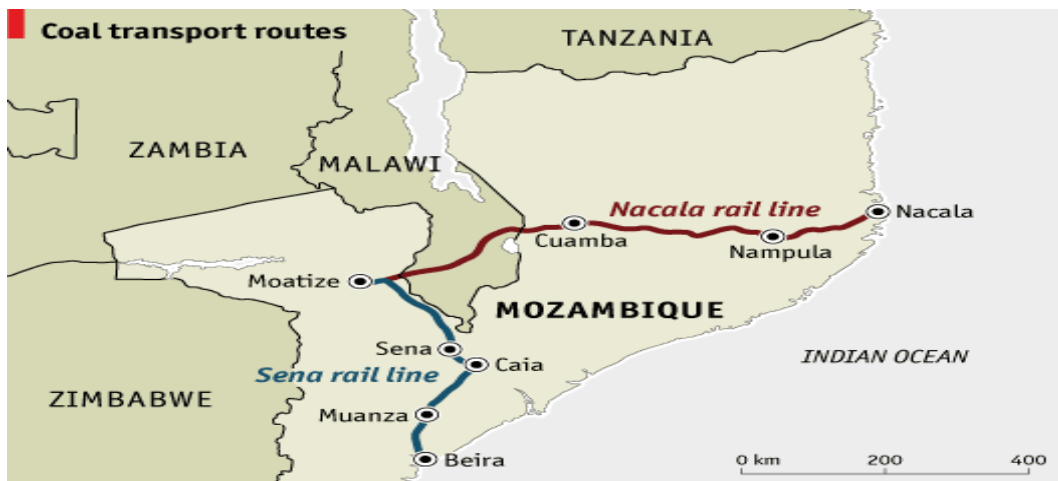 Coal transport routes
TANZANIA
ZAMBIA
MALAWI
Nacala rail line
Nacala
Cuamba
Nampula
Moatize
MOZAMBIQUE
Sena
Caia
INDIAN OCEAN
Sena rail line
ZIMBABWE
Muanza
Beira
0 km 200 400